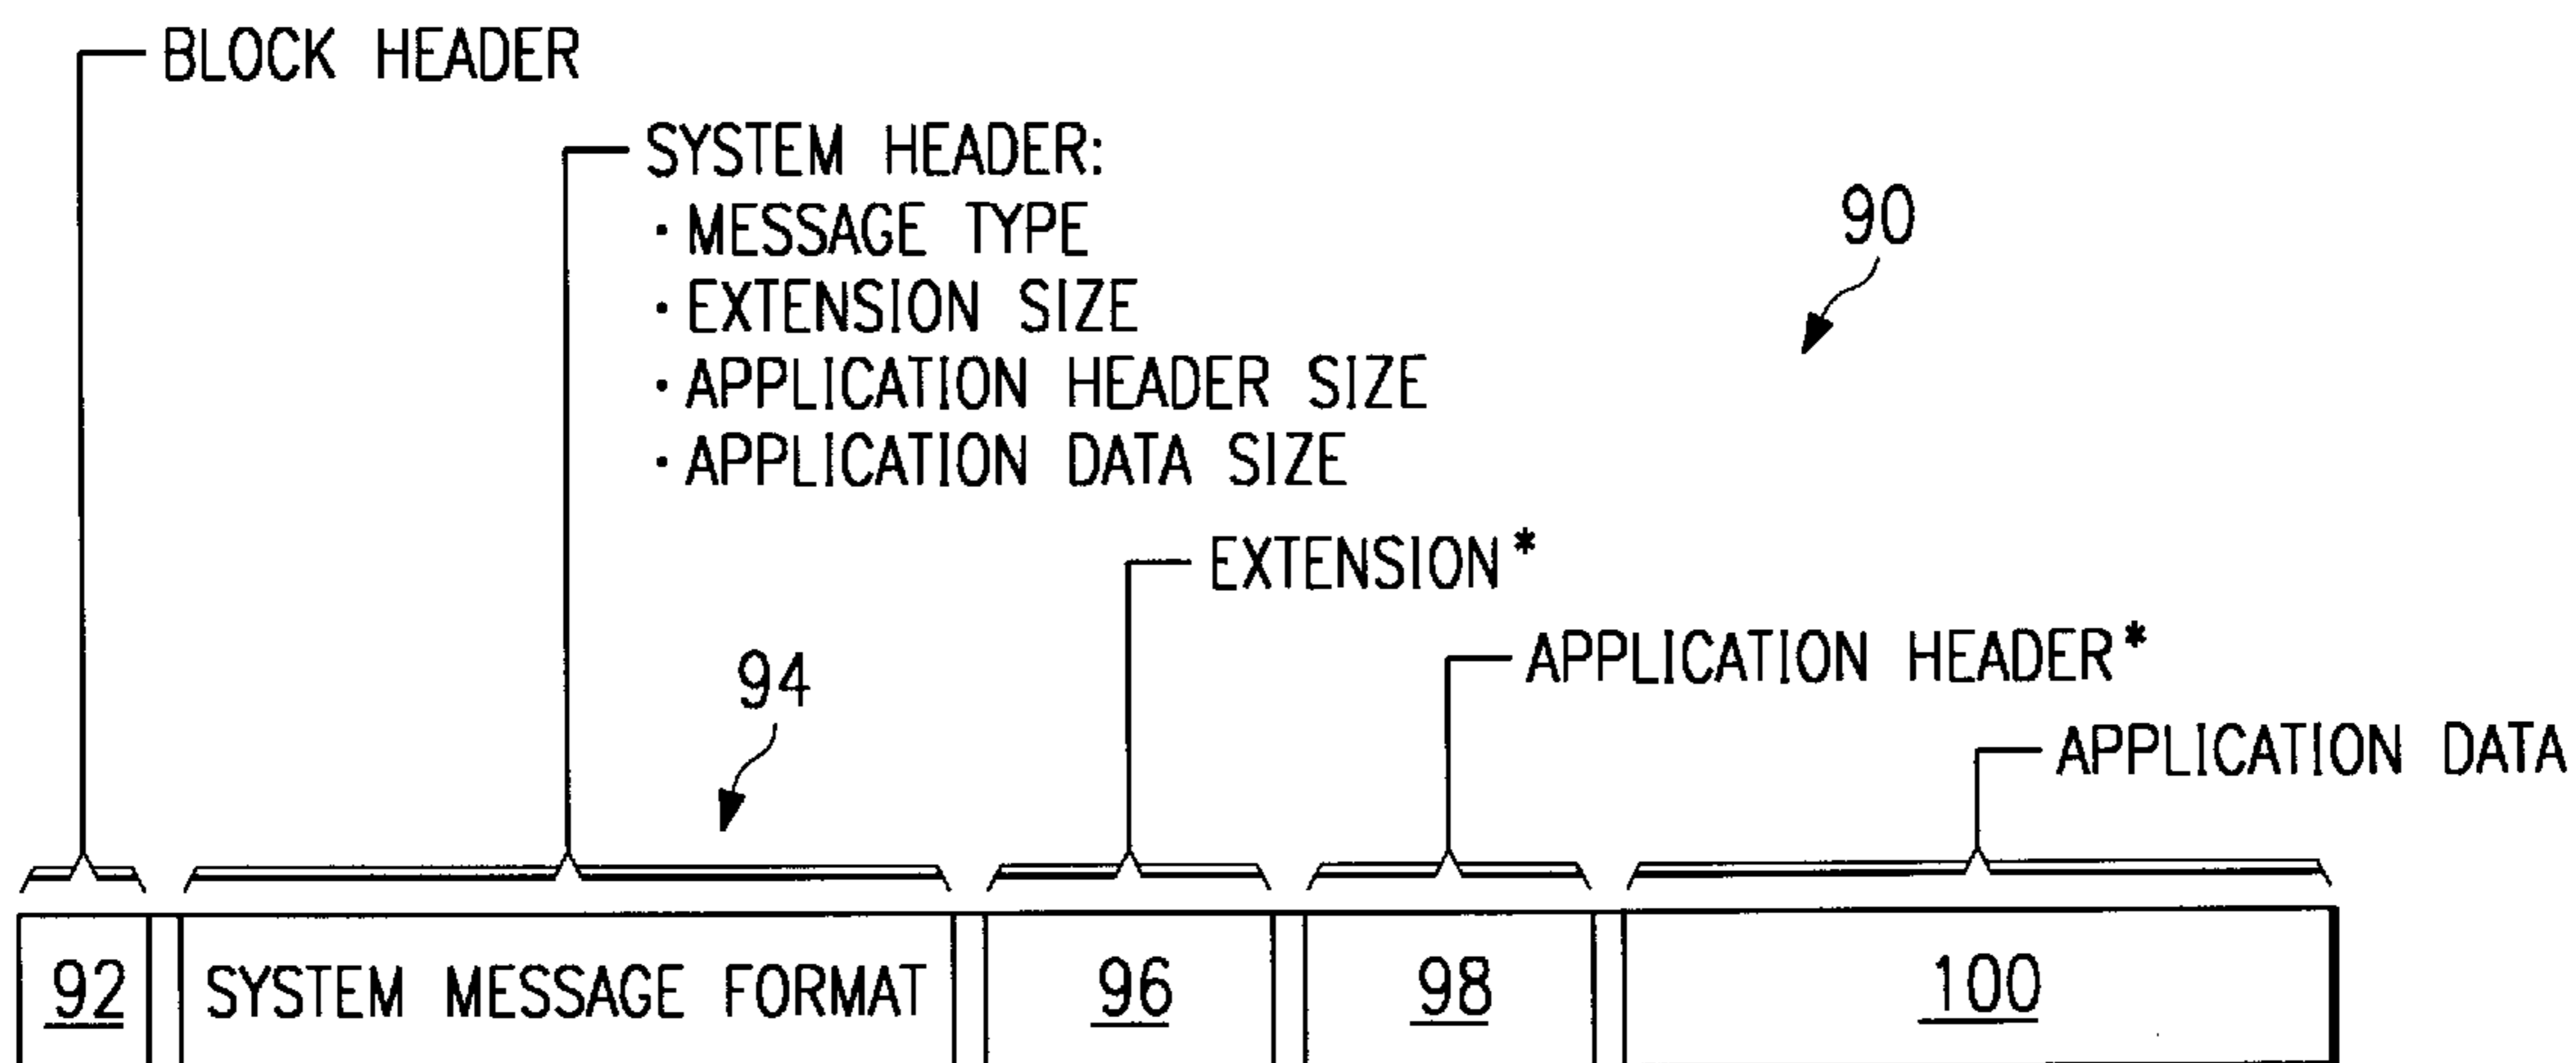 BLOCK HEADER
SYSTEM HEADER:
· MESSAGE TYPE
· EXTENSION SIZE
· APPLICATION HEADER SIZE
· APPLICATION DATA SIZE
90
EXTENSION*
APPLICATION HEADER*
94
APPLICATION DATA
92 SYSTEM MESSAGE FORMAT 96 98 100